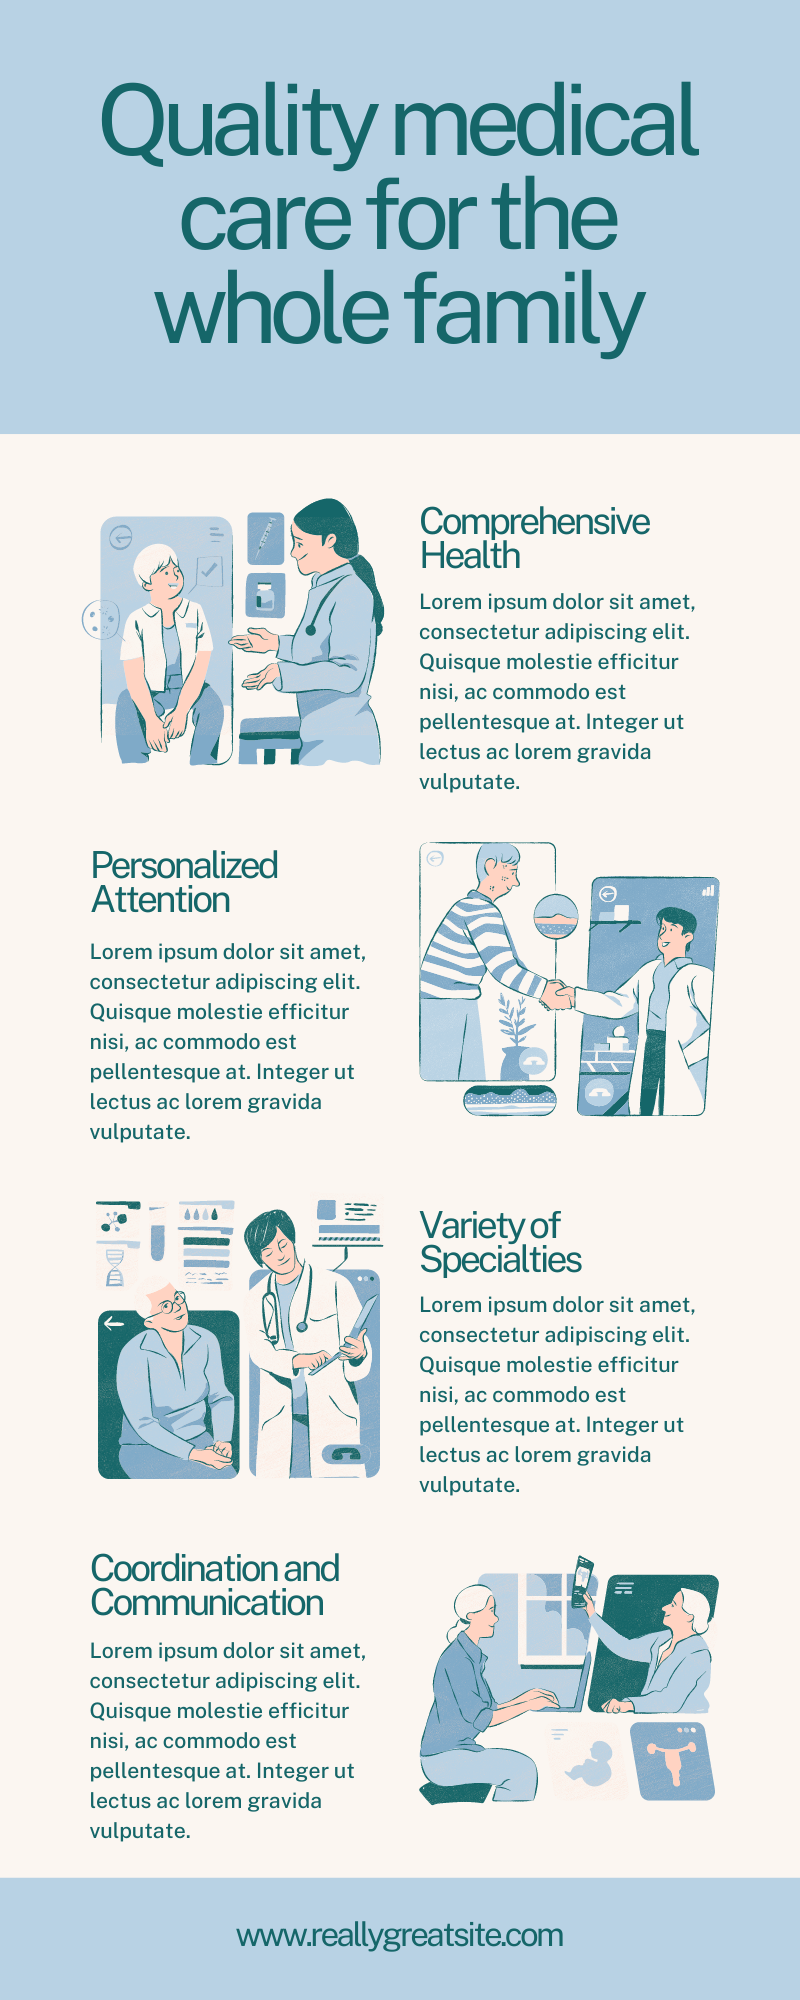 Quality medical
care for the
whole family
Comprehensive
Health
Lorem ipsum dolor sit amet,
consectetur adipiscing elit.
Quisque molestie efficitur
nisi, ac commodo est
pellentesque at. Integer ut
lectus ac lorem gravida
vulputate.
Personalized
Attention
Lorem ipsum dolor sit amet,
consectetur adipiscing elit.
Quisque molestie efficitur
nisi, ac commodo est
pellentesque at. Integer ut
lectus ac lorem gravida
vulputate.
Variety of
Specialties
Lorem ipsum dolor sit amet,
consectetur adipiscing elit.
Quisque molestie efficitur
nisi, ac commodo est
pellentesque at. Integer ut
lectus ac lorem gravida
vulputate.
Coordination and
Communication
Lorem ipsum dolor sit amet,
consectetur adipiscing elit.
Quisque molestie efficitur
nisi, ac commodo est
pellentesque at. Integer ut
lectus ac lorem gravida
vulputate.
www.reallygreatsite.com